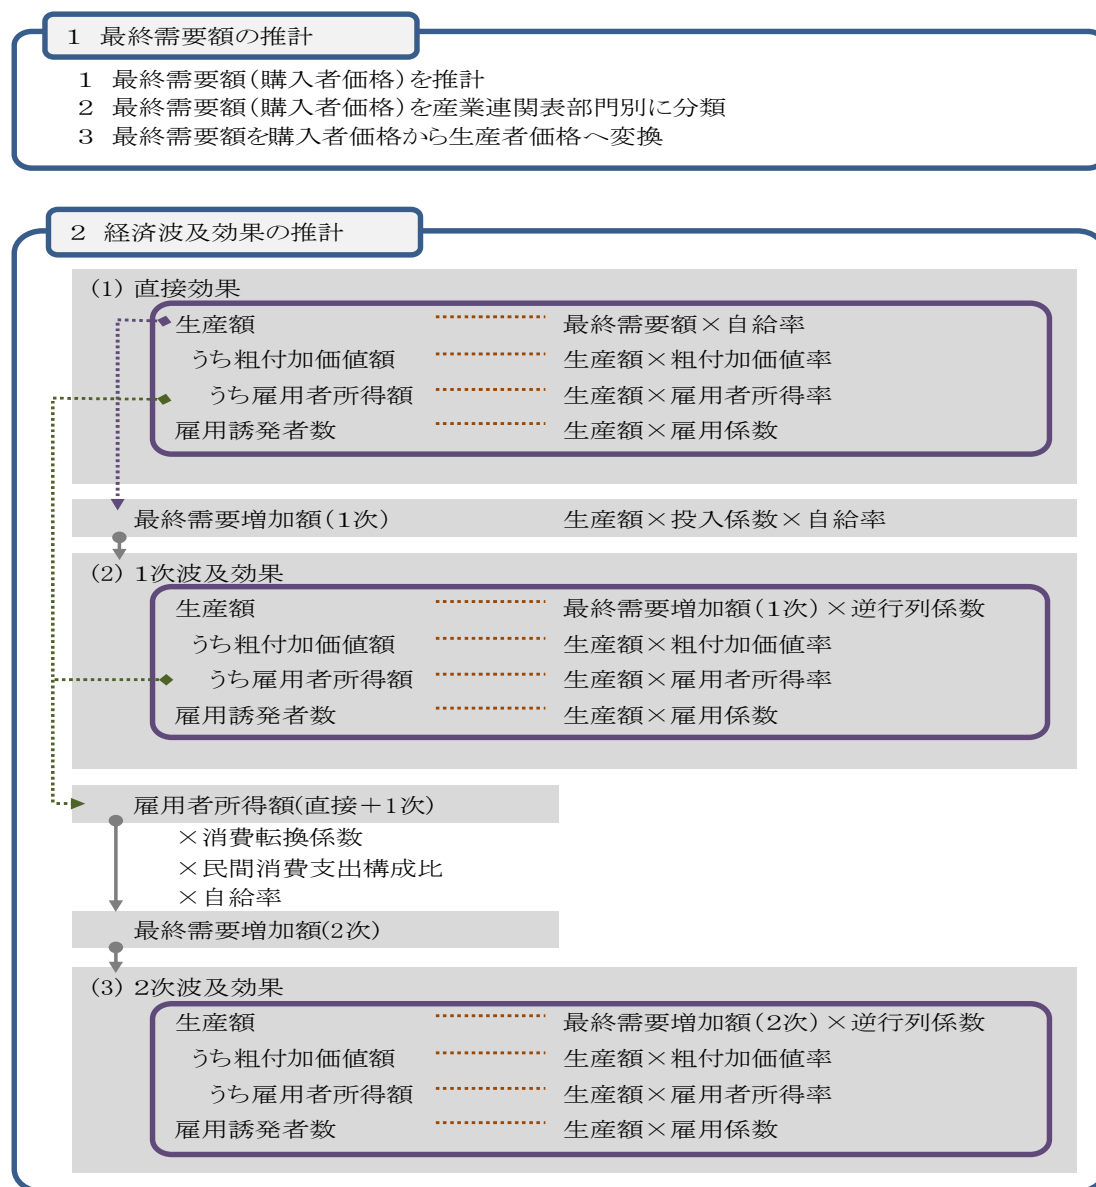 1 最終需要額の推計
1 最終需要額(購入者価格)を推計
2 最終需要額(購入者価格)を産業連関表部門別に分類
3 最終需要額を購入者価格から生産者価格へ変換
2 経済波及効果の推計
(1) 直接効果
生産額 最終需要額×自給率
うち粗付加価値額 生産額×粗付加価値率
うち雇用者所得額 生産額×雇用者所得率
雇用誘発者数 生産額×雇用係数
最終需要増加額(1次) 生産額×投入係数×自給率
(2) 1次波及効果
生産額 最終需要増加額(1次)×逆行列係数
うち粗付加価値額 生産額×粗付加価値率
うち雇用者所得額 生産額×雇用者所得率
雇用誘発者数 生産額×雇用係数
雇用者所得額(直接+1次)
×消費転換係数
×民間消費支出構成比
×自給率
最終需要増加額(2次)
(3) 2次波及効果
生産額 最終需要増加額(2次)×逆行列係数
うち粗付加価値額 生産額×粗付加価値率
うち雇用者所得額 生産額×雇用者所得率
雇用誘発者数 生産額×雇用係数